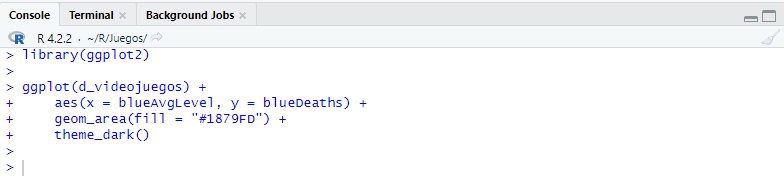 Console Terminal × Background Jobs ×
R R 4.2.2 · ~/R/Juegos/
> library(ggplot2)
>
> ggplot(d_videojuegos) +
+     aes(x = blueAvgLevel, y = blueDeaths) +
+     geom_area(fill = "#1879FD") +
+     theme_dark()
>
>